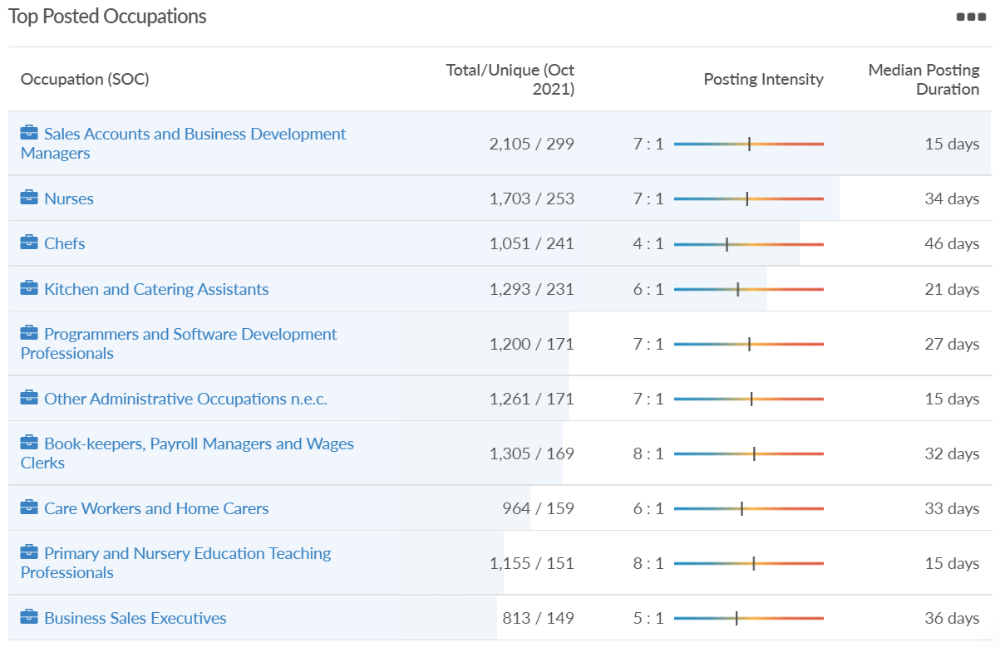 Top Posted Occupations
Occupation (SOC) Total/Unique (Oct 2021) Posting Intensity Median Posting Duration
Sales Accounts and Business Development Managers 2,105 / 299 7 : 1 15 days
Nurses 1,703 / 253 7 : 1 34 days
Chefs 1,051 / 241 4 : 1 46 days
Kitchen and Catering Assistants 1,293 / 231 6 : 1 21 days
Programmers and Software Development Professionals 1,200 / 171 7 : 1 27 days
Other Administrative Occupations n.e.c. 1,261 / 171 7 : 1 15 days
Book-keepers, Payroll Managers and Wages Clerks 1,305 / 169 8 : 1 32 days
Care Workers and Home Carers 964 / 159 6 : 1 33 days
Primary and Nursery Education Teaching Professionals 1,155 / 151 8 : 1 15 days
Business Sales Executives 813 / 149 5 : 1 36 days